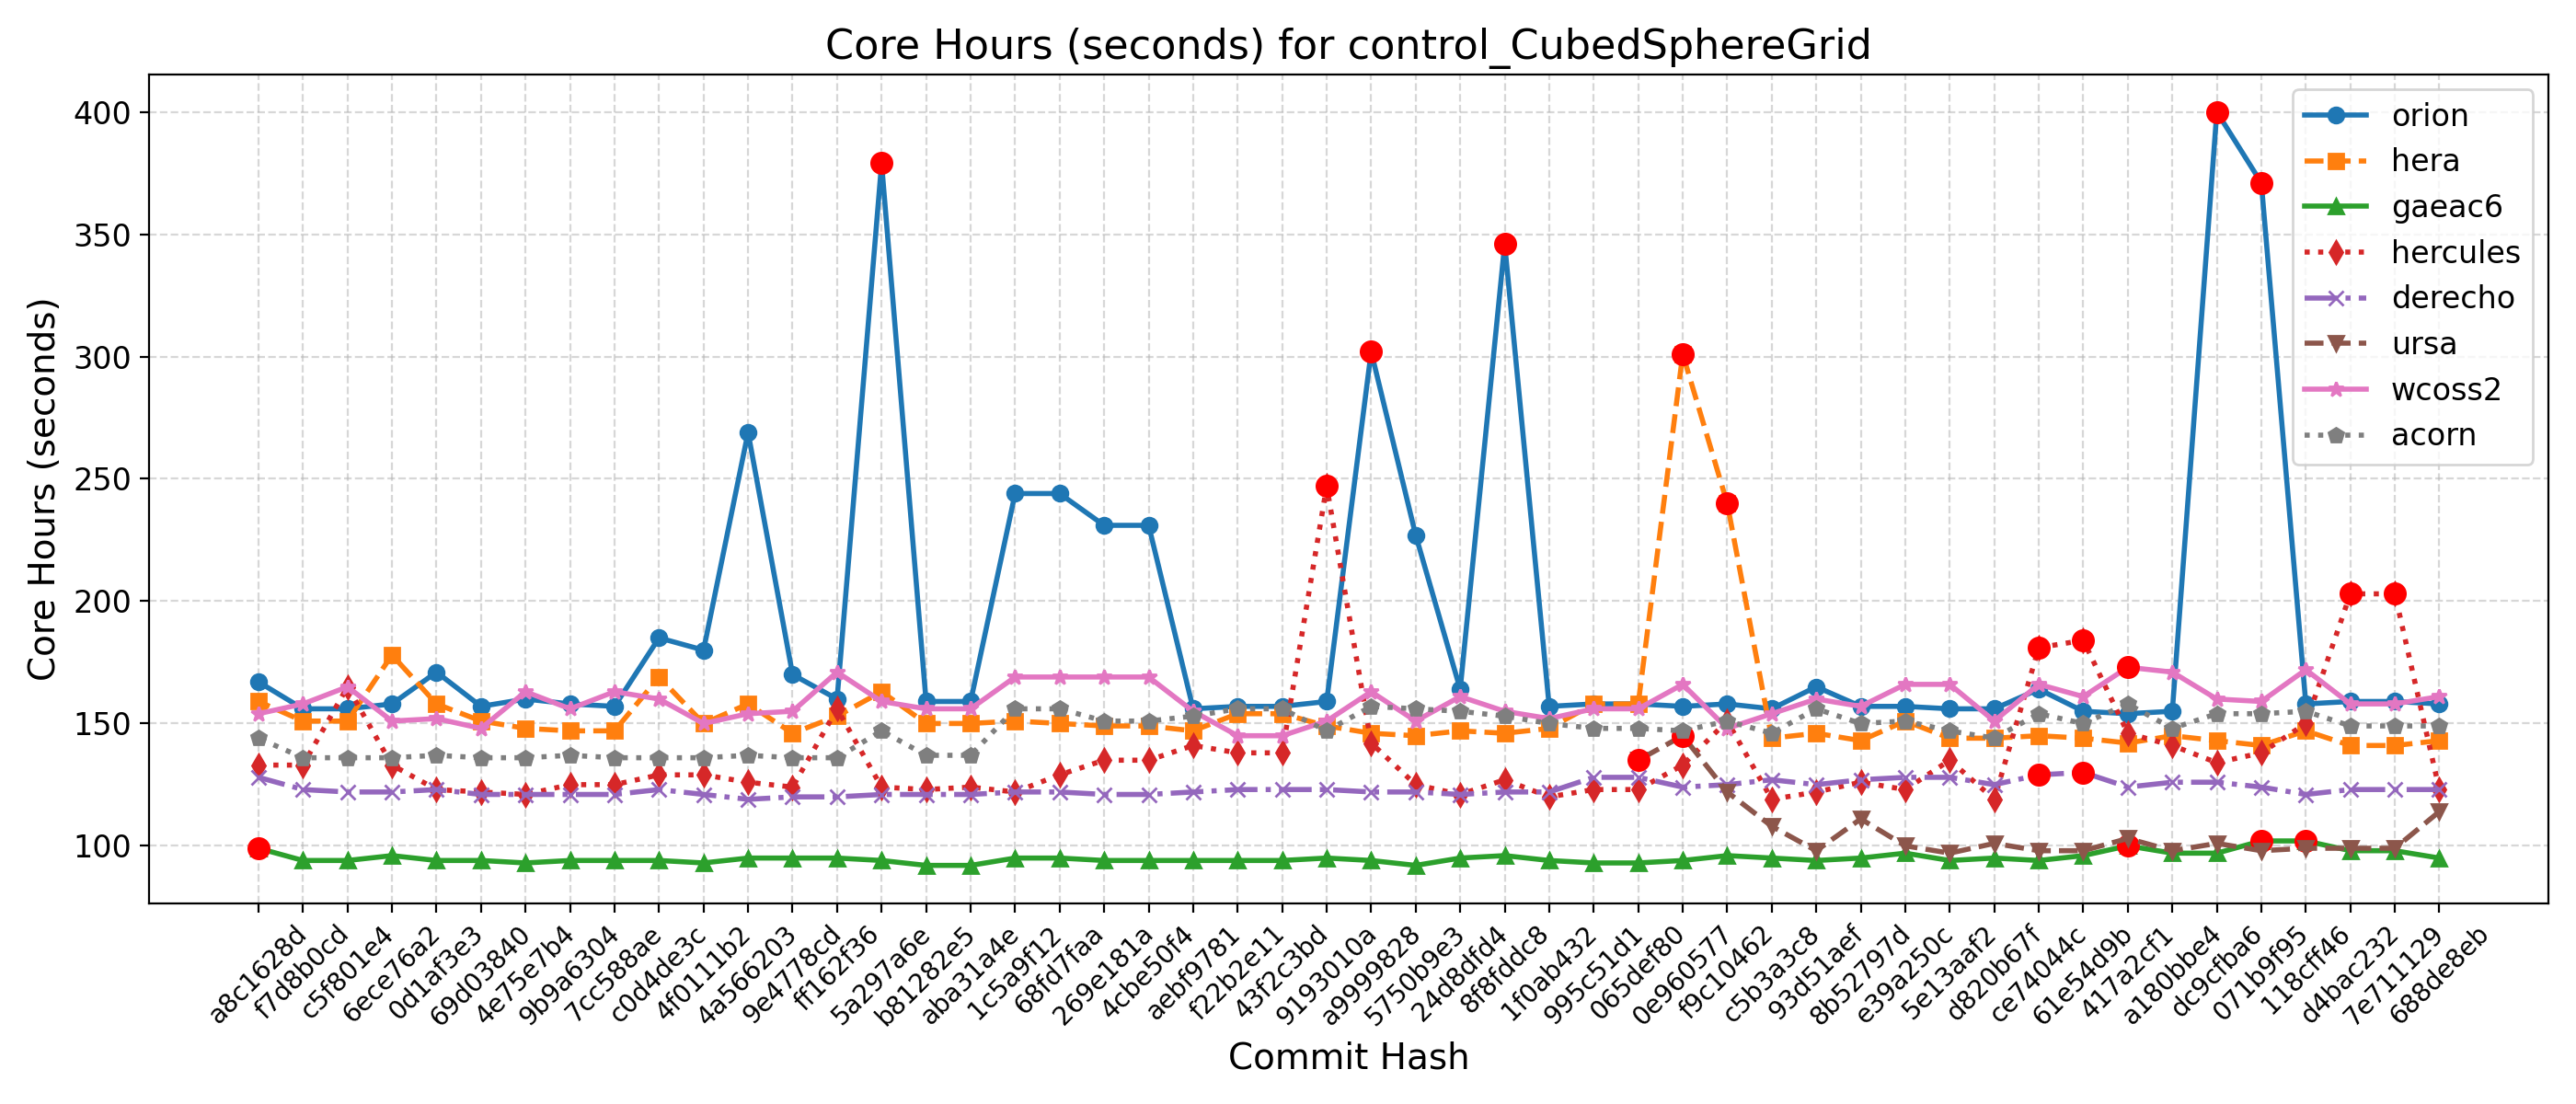 Core Hours (seconds) for control_CubedSphereGrid
Core Hours (seconds)
400
350
300
250
200
150
100
orion
hera
gaeac6
hercules
derecho
ursa
wcoss2
acorn
a8c1628d
f7d8b0cd
c5f801e4
6ece76a2
0d1af3e3
69d03840
4e75e7b4
9b9a6304
7cc588ae
c0d4de3c
4f0111b2
4a566203
9e4778cd
ff162f36
5a297a6e
b81282e5
aba31a4e
1c5a9f12
68fd7faa
269e181a
4cbe50f4
aebf9781
f22b2e11
43f2c3bd
9193010a
a9999828
5750b9e3
24d8dfd4
8f8fddc8
1f0ab432
995c51d1
065def80
0e960577
f9c10462
c5b3a3c8
93d51aef
8b52797d
e39a250c
5e13aaf2
d820b67f
ce74044c
61e54d9b
417a2cf1
a180bbe4
dc9cfba6
071b9f95
118cff46
d4bac232
7e711129
688de8eb
Commit Hash